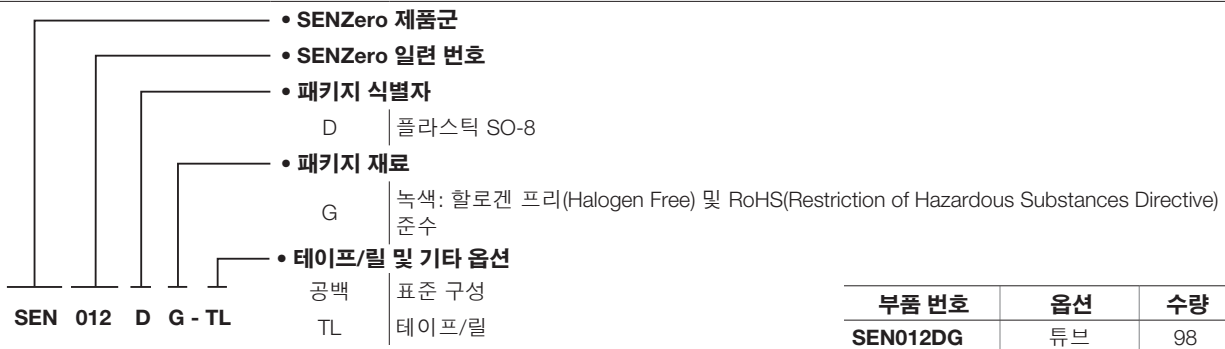 • SENZero 제품군
• SENZero 일련 번호
• 패키지 식별자
D 플라스틱 SO-8
• 패키지 재료
G 녹색: 할로겐 프리(Halogen Free) 및 RoHS(Restriction of Hazardous Substances Directive)
준수
• 테이프/릴 및 기타 옵션
공백 표준 구성
TL 테이프/릴
SEN 012 D G - TL
부품 번호 옵션 수량
SEN012DG 튜브 98